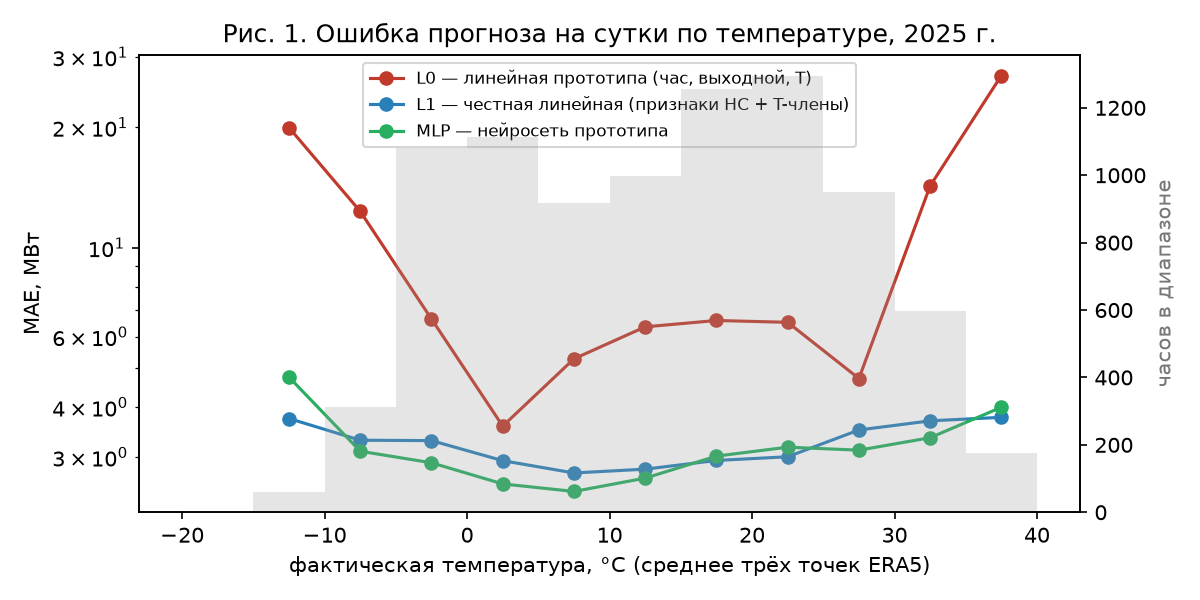 Рис. 1. Ошибка прогноза на сутки по температуре, 2025 г.
L0 — линейная прототипа (час, выходной, T)
L1 — честная линейная (признаки НС + T-члены)
MLP — нейросеть прототипа
MAE, МВт
3 × 10¹
2 × 10¹
10¹
6 × 10⁰
4 × 10⁰
3 × 10⁰
1200
1000
800
600
400
200
0
часов в диапазоне
−20 −10 0 10 20 30 40
фактическая температура, °C (среднее трёх точек ERA5)